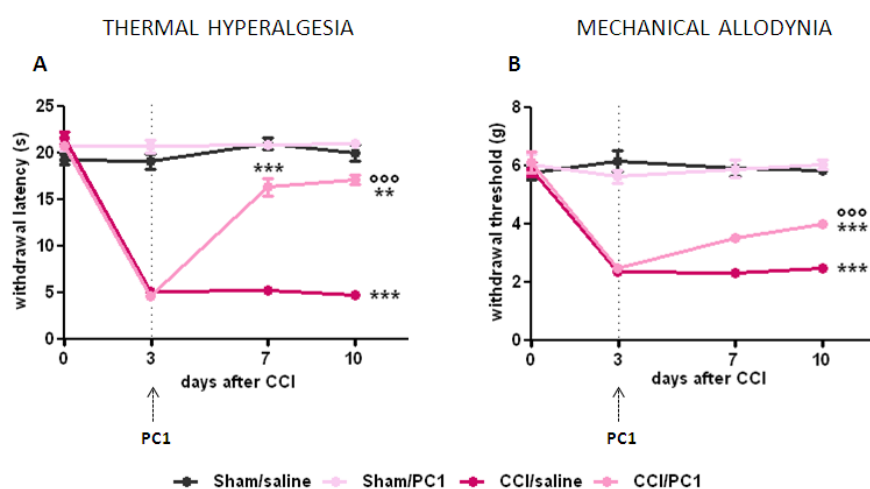 THERMAL HYPERALGESIA
A
withdrawal latency (s)
25
20
15
10
5
0
***
°°°
**
***
0 3 7 10
days after CCI
PC1
MECHANICAL ALLODYNIA
B
withdrawal threshold (g)
8
6
4
2
0
°°°
***
***
0 3 7 10
days after CCI
PC1
Sham/saline Sham/PC1 CCI/saline CCI/PC1